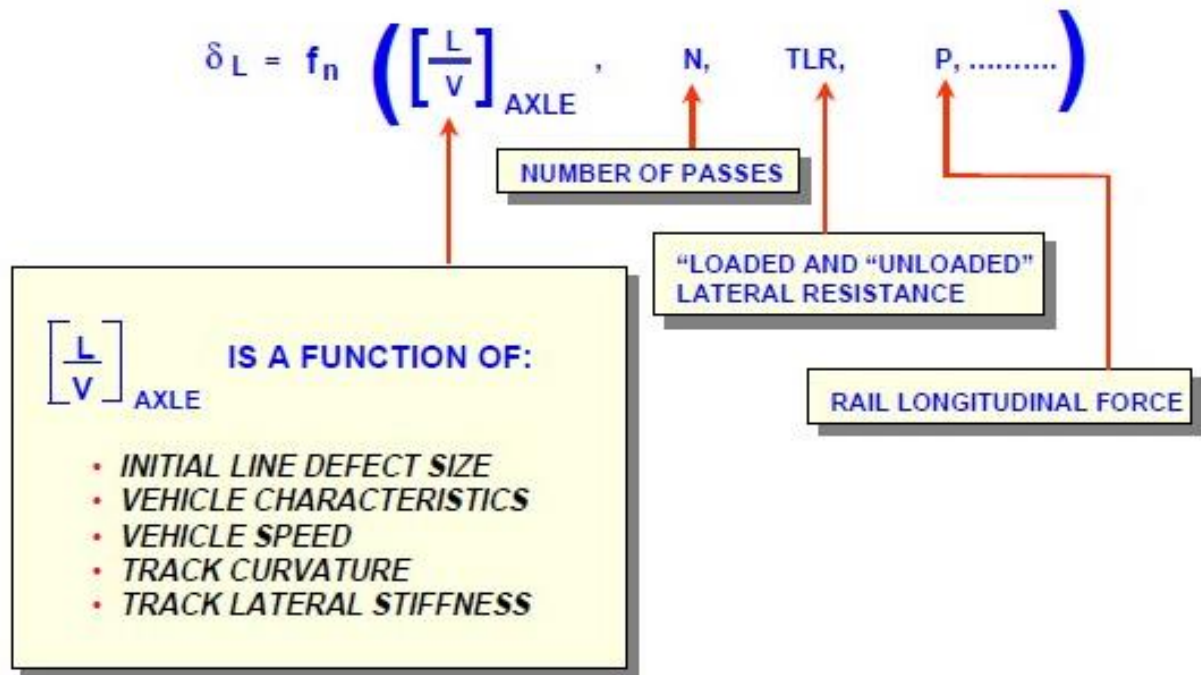 δ L = fn ( [ L / V ] AXLE , N, TLR, P, .......... )
NUMBER OF PASSES
“LOADED AND “UNLOADED”
LATERAL RESISTANCE
RAIL LONGITUDINAL FORCE
[ L / V ] AXLE IS A FUNCTION OF:
• INITIAL LINE DEFECT SIZE
• VEHICLE CHARACTERISTICS
• VEHICLE SPEED
• TRACK CURVATURE
• TRACK LATERAL STIFFNESS